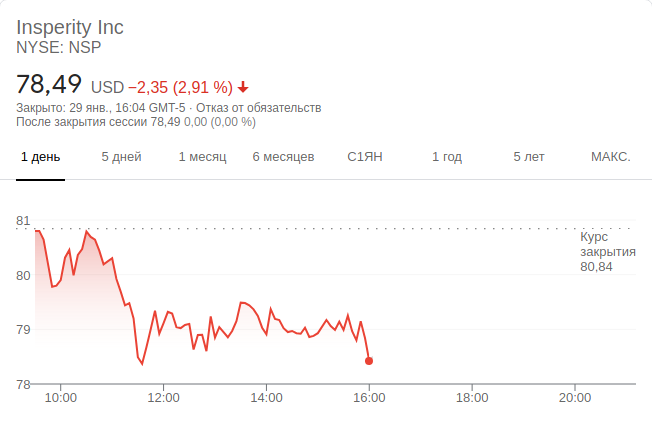 Insperity Inc
NYSE: NSP
78,49 USD −2,35 (2,91 %)
Закрыто: 29 янв., 16:04 GMT-5 · Отказ от обязательств
После закрытия сессии 78,49 0,00 (0,00 %)
1 день 5 дней 1 месяц 6 месяцев С1ЯН 1 год 5 лет МАКС.
81
Курс
закрытия
80,84
80
79
78
10:00 12:00 14:00 16:00 18:00 20:00